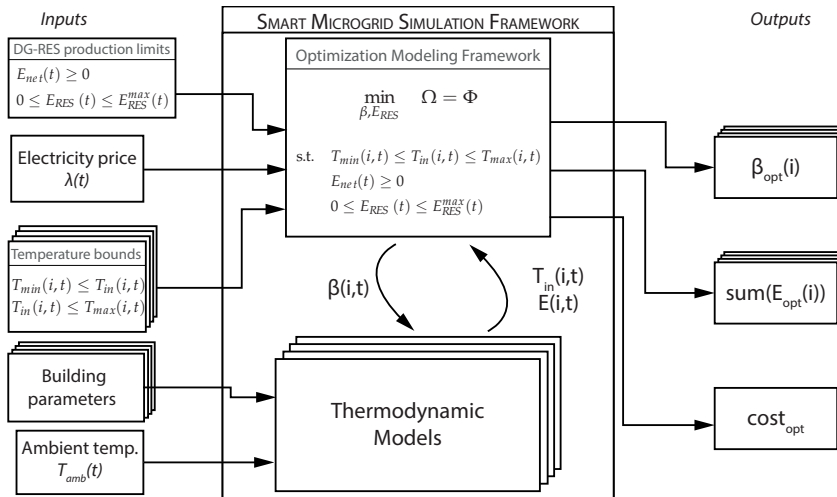 Inputs
SMART MICROGRID SIMULATION FRAMEWORK
Outputs
DG-RES production limits
E_net(t) ≥ 0
0 ≤ E_RES (t) ≤ E_RES^max(t)
Electricity price
λ(t)
Temperature bounds
T_min(i,t) ≤ T_in(i,t)
T_in(i,t) ≤ T_max(i,t)
Building
parameters
Ambient temp.
T_amb(t)
Optimization Modeling Framework
min Ω = Φ
β,E_RES
s.t. T_min(i,t) ≤ T_in(i,t) ≤ T_max(i,t)
E_net(t) ≥ 0
0 ≤ E_RES (t) ≤ E_RES^max(t)
β(i,t)
T_in(i,t)
E(i,t)
Thermodynamic
Models
β_opt(i)
sum(E_opt(i))
cost_opt